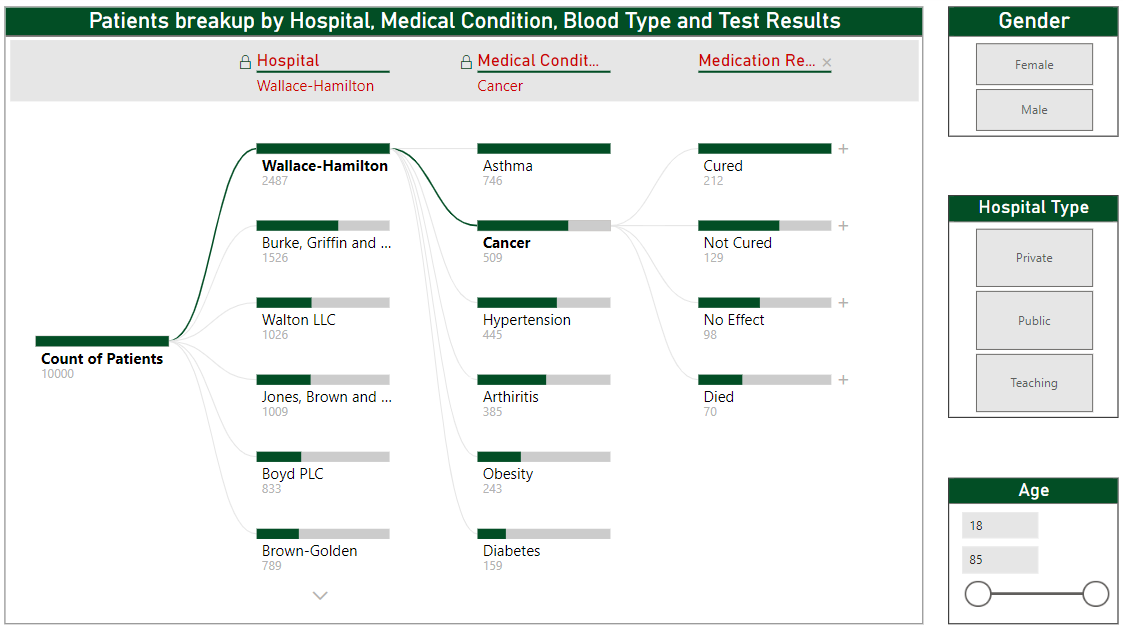 Patients breakup by Hospital, Medical Condition, Blood Type and Test Results
Hospital
Wallace-Hamilton
Medical Condit...
Cancer
Medication Re...
Count of Patients
10000
Wallace-Hamilton
2487
Burke, Griffin and ...
1526
Walton LLC
1026
Jones, Brown and ...
1009
Boyd PLC
833
Brown-Golden
789
Asthma
746
Cancer
509
Hypertension
445
Arthiritis
385
Obesity
243
Diabetes
159
Cured
212
Not Cured
129
No Effect
98
Died
70
Gender
Female
Male
Hospital Type
Private
Public
Teaching
Age
18
85